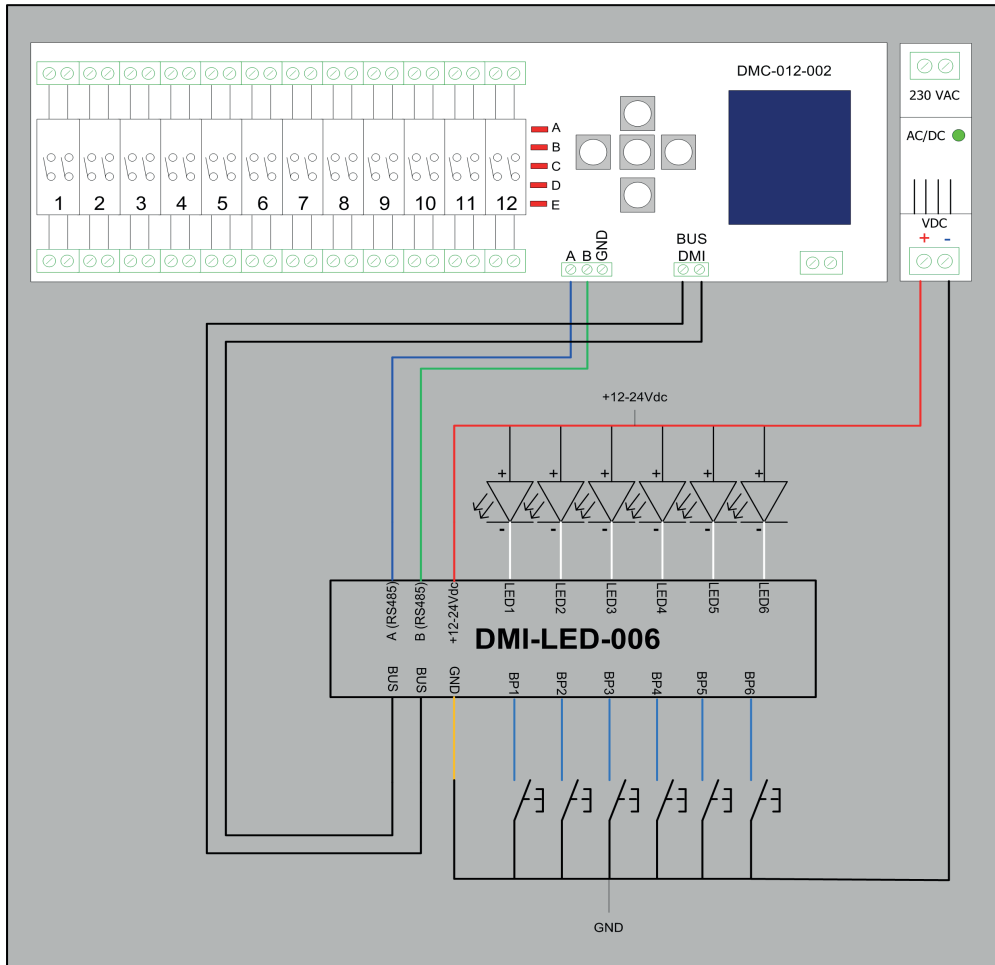 DMC-012-002
230 VAC
AC/DC
A
B
C
D
E
1 2 3 4 5 6 7 8 9 10 11 12
VDC
+ -
BUS
A B GND
DMI
+12-24Vdc
+ + + + + +
- - - - - -
A (RS485) B (RS485) +12-24Vdc LED1 LED2 LED3 LED4 LED5 LED6
DMI-LED-006
BUS BUS GND BP1 BP2 BP3 BP4 BP5 BP6
GND